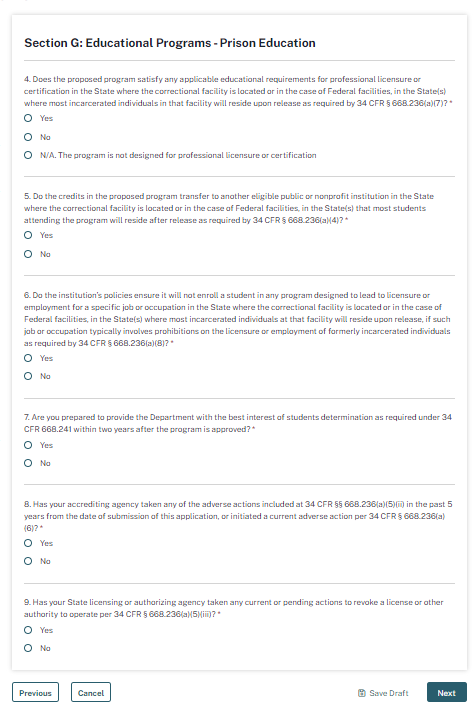 Section G: Educational Programs - Prison Education
4. Does the proposed program satisfy any applicable educational requirements for professional licensure or
certification in the State where the correctional facility is located or in the case of Federal facilities, in the State(s)
where most incarcerated individuals in that facility will reside upon release as required by 34 CFR § 668.236(a)(7)? *
Yes
No
N/A. The program is not designed for professional licensure or certification
5. Do the credits in the proposed program transfer to another eligible public or nonprofit institution in the State
where the correctional facility is located or in the case of Federal facilities, in the State(s) that most students
attending the program will reside after release as required by 34 CFR § 668.236(a)(4)? *
Yes
No
6. Do the institution's policies ensure it will not enroll a student in any program designed to lead to licensure or
employment for a specific job or occupation in the State where the correctional facility is located or in the case of
Federal facilities, in the State(s) where most incarcerated individuals at that facility will reside upon release, if such
job or occupation typically involves prohibitions on the licensure or employment of formerly incarcerated individuals
as required by 34 CFR § 668.236(a)(8)? *
Yes
No
7. Are you prepared to provide the Department with the best interest of students determination as required under 34
CFR 668.241 within two years after the program is approved? *
Yes
No
8. Has your accrediting agency taken any of the adverse actions included at 34 CFR §§ 668.236(a)(5)(ii) in the past 5
years from the date of submission of this application, or initiated a current adverse action per 34 CFR § 668.236(a)
(6)? *
Yes
No
9. Has your State licensing or authorizing agency taken any current or pending actions to revoke a license or other
authority to operate per 34 CFR § 668.236(a)(5)(iii)? *
Yes
No
Previous Cancel Save Draft Next